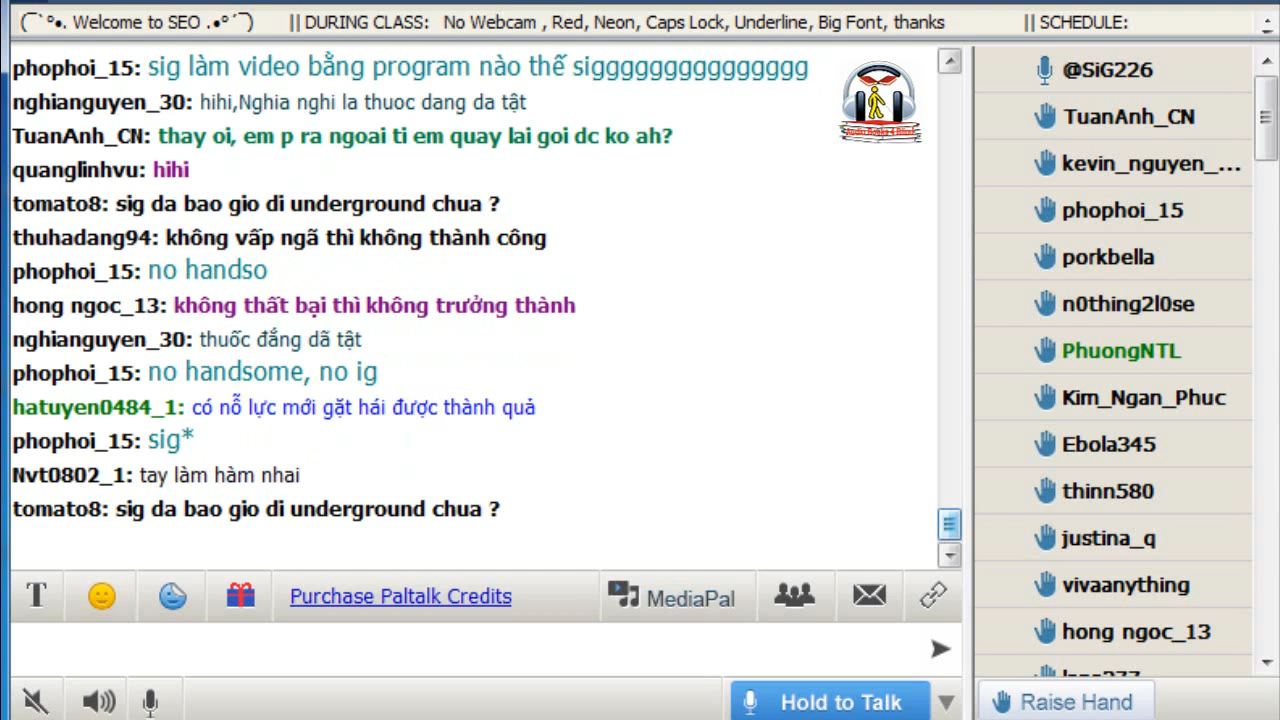 (¯`º•. Welcome to SEO .•º´¯) || DURING CLASS: No Webcam , Red, Neon, Caps Lock, Underline, Big Font, thanks || SCHEDULE:
phophoi_15: sig làm video bằng program nào thế sigggggggggggggggg
nghianguyen_30: hihi,Nghia nghi la thuoc dang da tật
TuanAnh_CN: thay oi, em p ra ngoai ti em quay lai goi dc ko ah?
quanglinhvu: hihi
tomato8: sig da bao gio di underground chua ?
thuhadang94: không vấp ngã thì không thành công
phophoi_15: no handso
hong ngoc_13: không thất bại thì không trưởng thành
nghianguyen_30: thuốc đắng dã tật
phophoi_15: no handsome, no ig
hatuyen0484_1: có nỗ lực mới gặt hái được thành quả
phophoi_15: sig*
Nvt0802_1: tay làm hàm nhai
tomato8: sig da bao gio di underground chua ?
T
Purchase Paltalk Credits
MediaPal
Hold to Talk
@SiG226
TuanAnh_CN
kevin_nguyen_...
phophoi_15
porkbella
n0thing2l0se
PhuongNTL
Kim_Ngan_Phuc
Ebola345
thinn580
justina_q
vivaanything
hong ngoc_13
Raise Hand